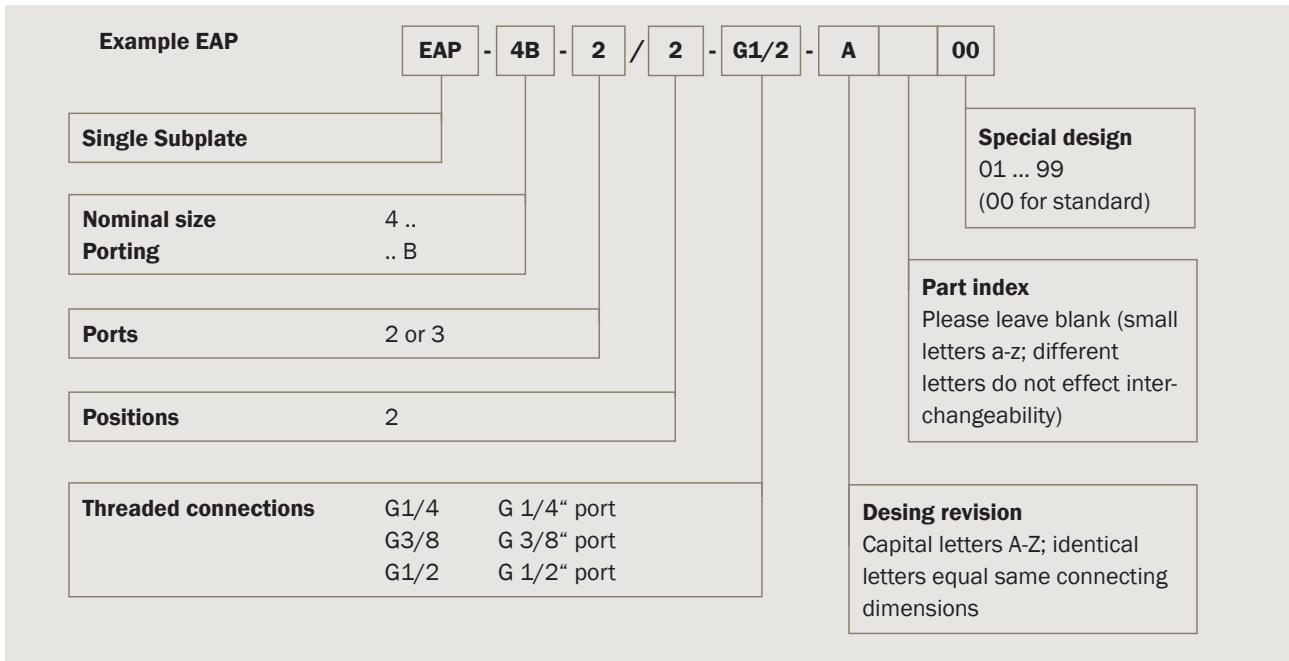 Example EAP
EAP - 4B - 2 / 2 - G1/2 - A 00
Single Subplate
Nominal size 4 ..
Porting .. B
Ports 2 or 3
Positions 2
Threaded connections G1/4 G 1/4“ port
G3/8 G 3/8“ port
G1/2 G 1/2“ port
Special design
01 ... 99
(00 for standard)
Part index
Please leave blank (small
letters a-z; different
letters do not effect inter-
changeability)
Desing revision
Capital letters A-Z; identical
letters equal same connecting
dimensions